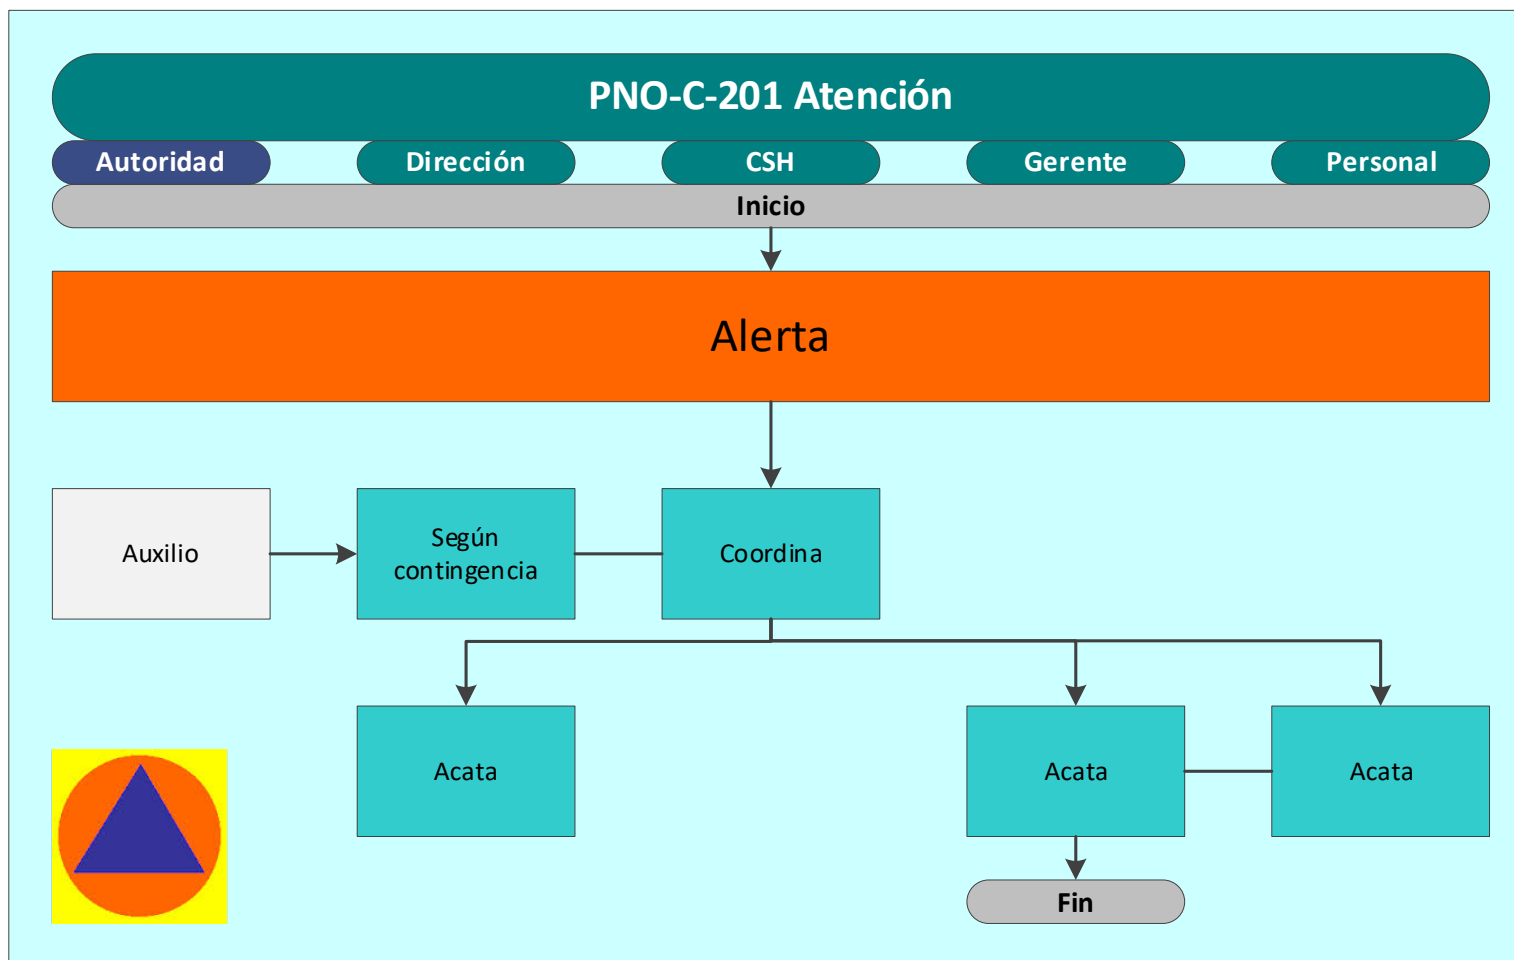 PNO-C-201 Atención
Autoridad
Dirección
CSH
Gerente
Personal
Inicio
Alerta
Auxilio
Según
contingencia
Coordina
Acata
Acata
Acata
Fin